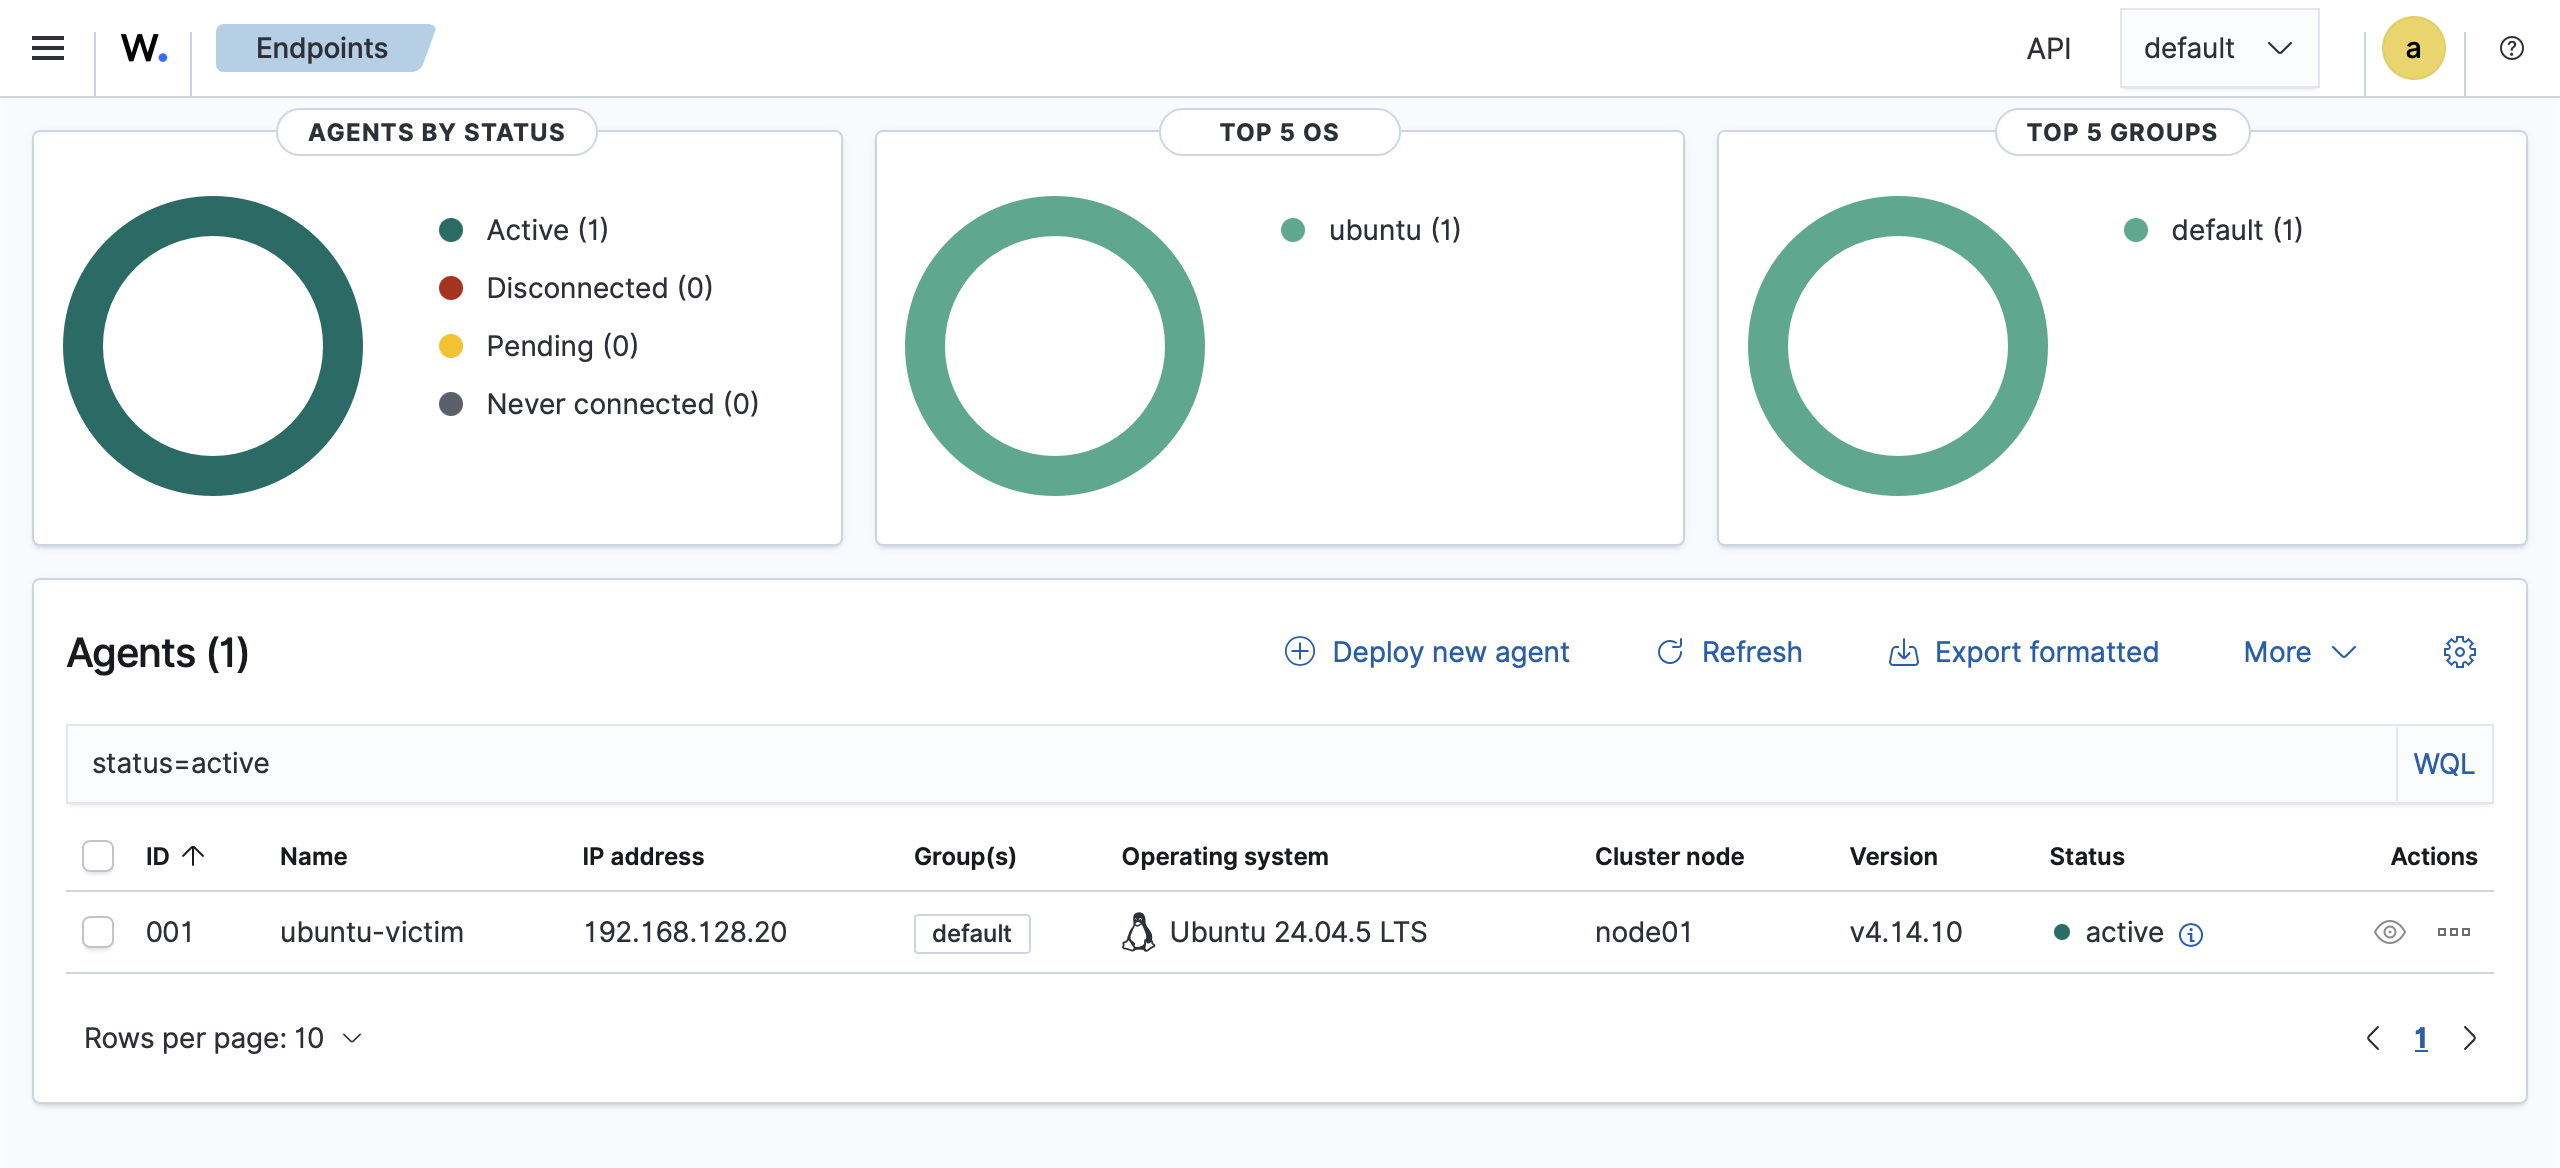 W. Endpoints API default a
AGENTS BY STATUS
Active (1)
Disconnected (0)
Pending (0)
Never connected (0)
TOP 5 OS
ubuntu (1)
TOP 5 GROUPS
default (1)
Agents (1) Deploy new agent Refresh Export formatted More
status=active WQL
ID Name IP address Group(s) Operating system Cluster node Version Status Actions
001 ubuntu-victim 192.168.128.20 default Ubuntu 24.04.5 LTS node01 v4.14.10 active
Rows per page: 10 1